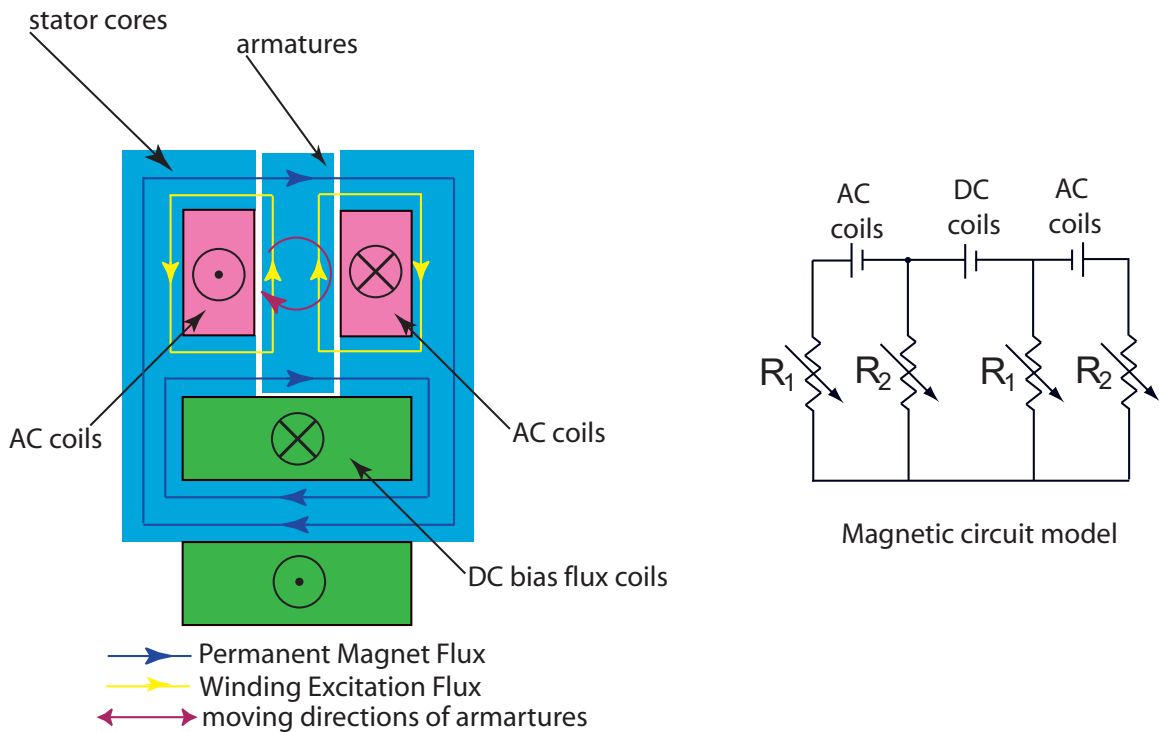 stator cores
armatures
AC
coils
DC
coils
AC
coils
R1
R2
R1
R2
AC coils
AC coils
Magnetic circuit model
DC bias flux coils
Permanent Magnet Flux
Winding Excitation Flux
moving directions of armartures